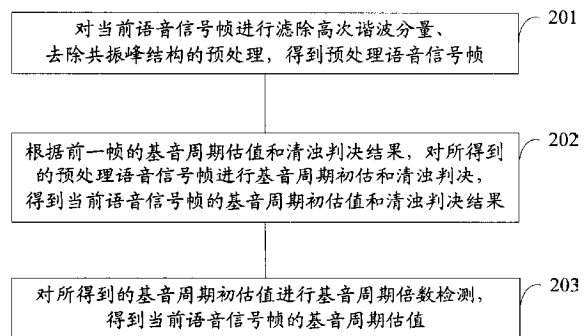 对当前语音信号帧进行滤除高次谐波分量、
去除共振峰结构的预处理，得到预处理语音信号帧
201
根据前一帧的基音周期估值和清浊判决结果，对所得到
的预处理语音信号帧进行基音周期初估和清浊判决，
得到当前语音信号帧的基音周期初估值和清浊判决结果
202
对所得到的基音周期初估值进行基音周期倍数检测，
得到当前语音信号帧的基音周期估值
203